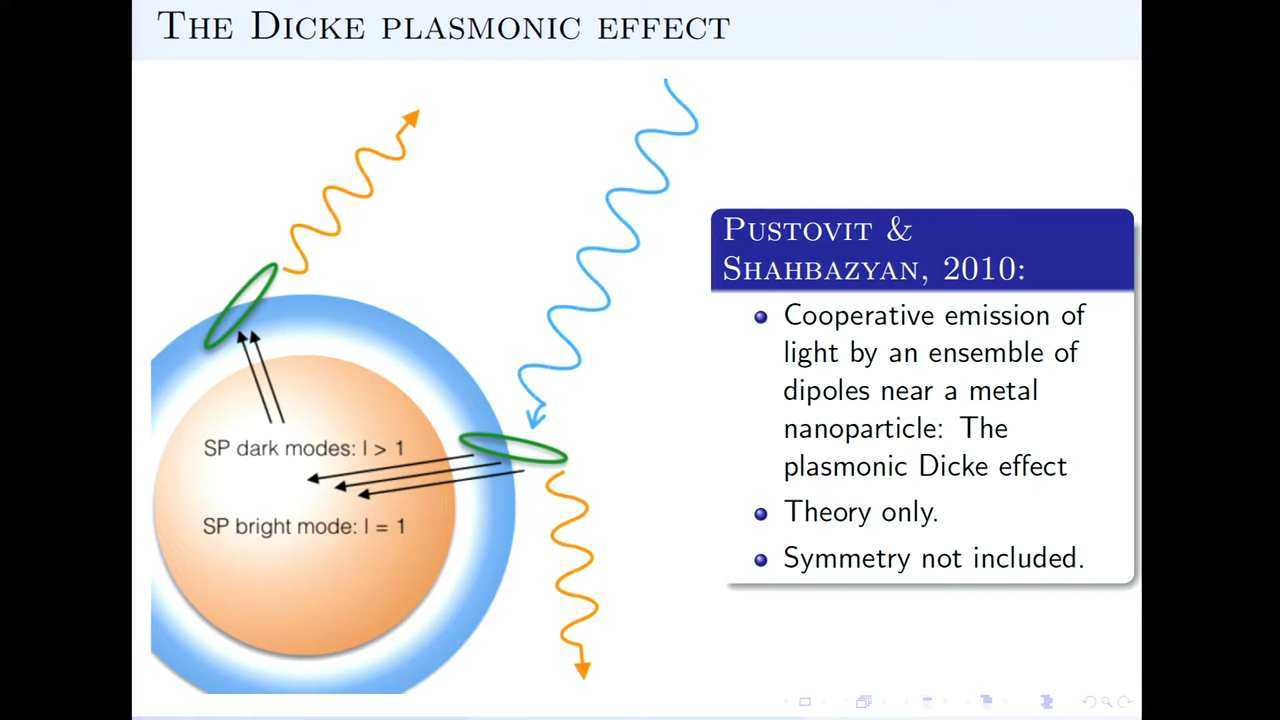 The Dicke plasmonic effect
SP dark modes: l > 1
SP bright mode: l = 1
Pustovit &
Shahbazyan, 2010:
Cooperative emission of
light by an ensemble of
dipoles near a metal
nanoparticle: The
plasmonic Dicke effect
Theory only.
Symmetry not included.